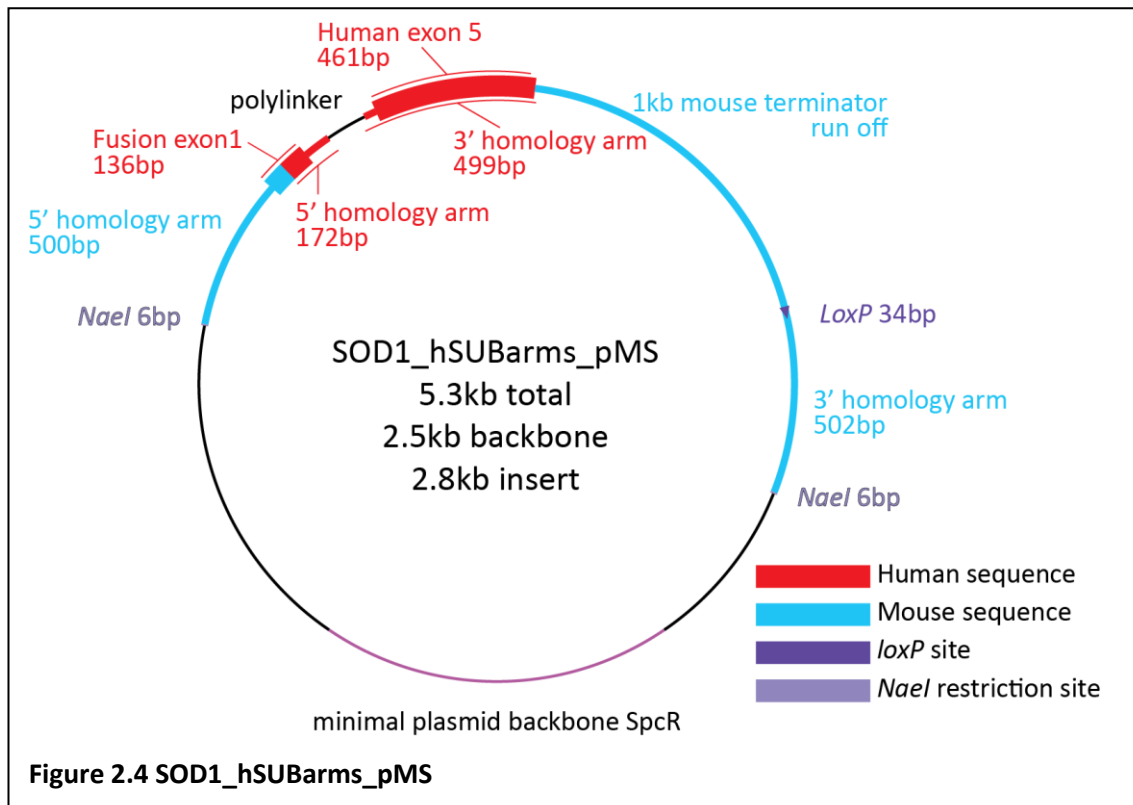 Human exon 5
461bp
polylinker
1kb mouse terminator
run off
Fusion exon1
136bp
3’ homology arm
499bp
5’ homology arm
500bp
5’ homology arm
172bp
NaeI 6bp
LoxP 34bp
SOD1_hSUBarms_pMS
5.3kb total
2.5kb backbone
2.8kb insert
3’ homology arm
502bp
NaeI 6bp
Human sequence
Mouse sequence
loxP site
NaeI restriction site
minimal plasmid backbone SpcR
Figure 2.4 SOD1_hSUBarms_pMS